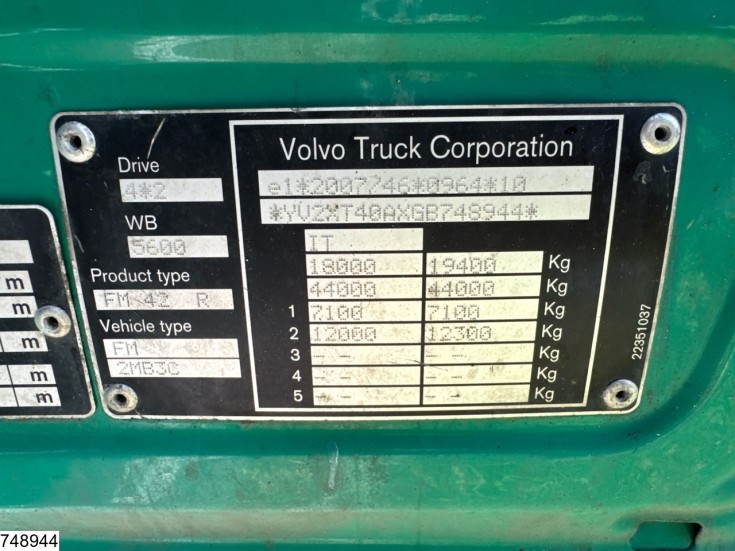 Volvo Truck Corporation
Drive
4*2
WB
5600
Product type
FM 42 R
Vehicle type
FM
2MB3C
e1*2007/46*0964*10
*YV2XT40AXGB748944*
IT
18000 19400 Kg
44000 44000 Kg
1 7100 7100 Kg
2 12000 12300 Kg
3 -- -- Kg
4 -- -- Kg
5 -- -- Kg
22351037
m
m
m
m
m
748944